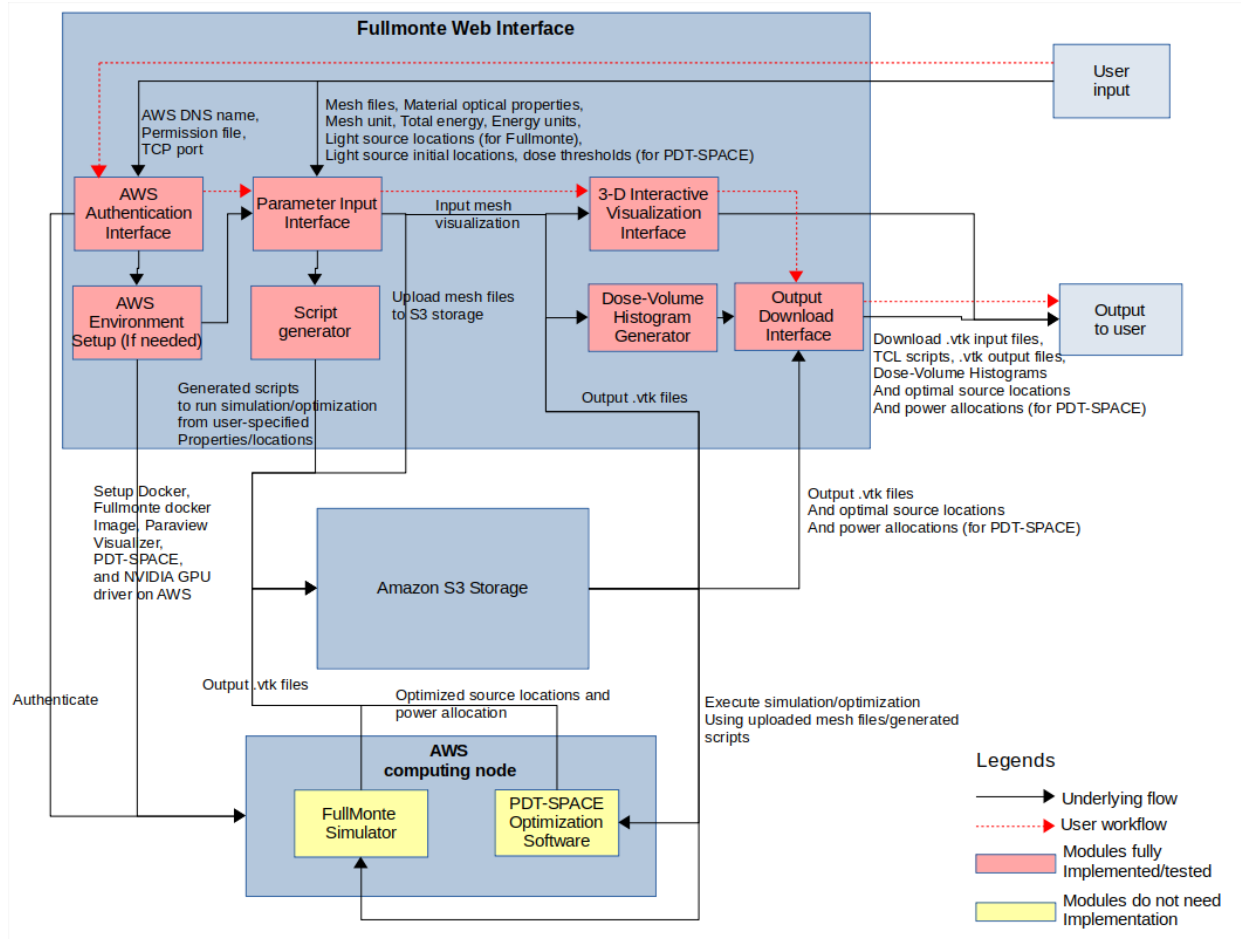 Fullmonte Web Interface
User
input
AWS DNS name,
Permission file,
TCP port
Mesh files, Material optical properties,
Mesh unit, Total energy, Energy units,
Light source locations (for Fullmonte),
Light source initial locations, dose thresholds (for PDT-SPACE)
AWS
Authentication
Interface
Parameter Input
Interface
Input mesh
visualization
3-D Interactive
Visualization
Interface
AWS
Environment
Setup (If needed)
Script
generator
Upload mesh files
to S3 storage
Dose-Volume
Histogram
Generator
Output
Download
Interface
Output
to user
Download .vtk input files,
TCL scripts, .vtk output files,
Dose-Volume Histograms
And optimal source locations
And power allocations (for PDT-SPACE)
Generated scripts
to run simulation/optimization
from user-specified
Properties/locations
Output .vtk files
Setup Docker,
Fullmonte docker
Image, Paraview
Visualizer,
PDT-SPACE,
and NVIDIA GPU
driver on AWS
Output .vtk files
And optimal source locations
And power allocations (for PDT-SPACE)
Amazon S3 Storage
Authenticate
Output .vtk files
Optimized source locations and
power allocation
Execute simulation/optimization
Using uploaded mesh files/generated
scripts
AWS
computing node
FullMonte
Simulator
PDT-SPACE
Optimization
Software
Legends
Underlying flow
User workflow
Modules fully
Implemented/tested
Modules do not need
Implementation